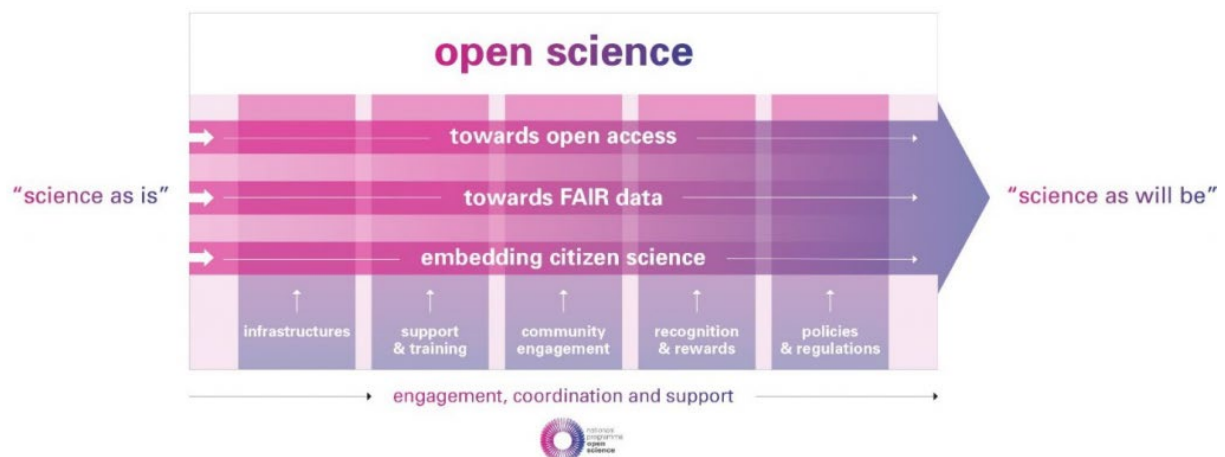 open science
towards open access
"science as is"
towards FAIR data
"science as will be"
embedding citizen science
infrastructures
support
& training
community
engagement
recognition
& rewards
policies
& regulations
engagement, coordination and support
national
programme
open
science